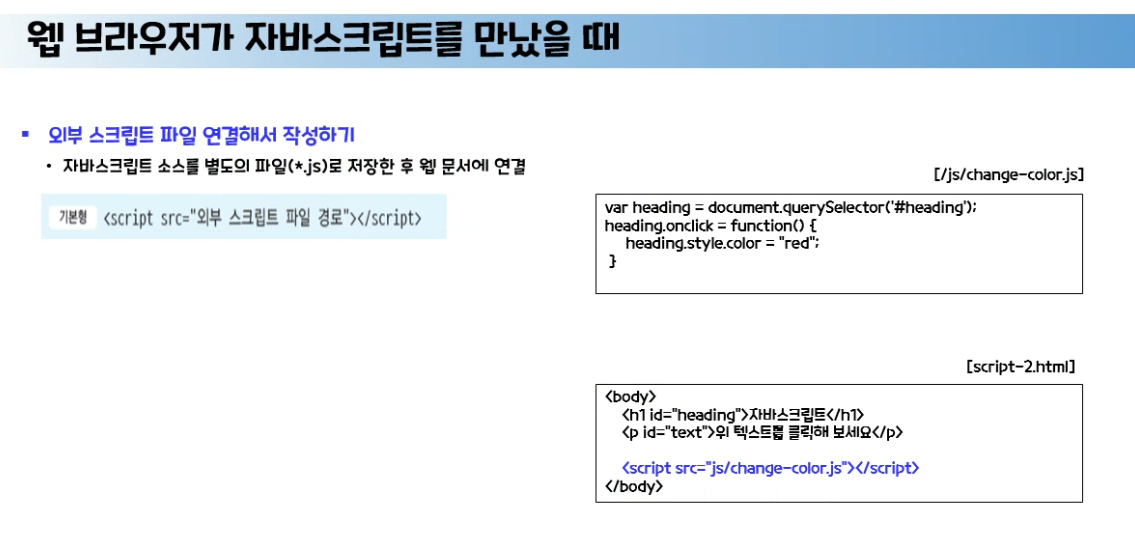 웹 브라우저가 자바스크립트를 만났을 때
▪ 외부 스크립트 파일 연결해서 작성하기
• 자바스크립트 소스를 별도의 파일(*.js)로 저장한 후 웹 문서에 연결
기본형 <script src="외부 스크립트 파일 경로"></script>
[/js/change-color.js]
var heading = document.querySelector('#heading');
heading.onclick = function() {
heading.style.color = "red";
}
[script-2.html]
<body>
<h1 id="heading">자바스크립트</h1>
<p id="text">위 텍스트를 클릭해 보세요</p>
<script src="js/change-color.js"></script>
</body>